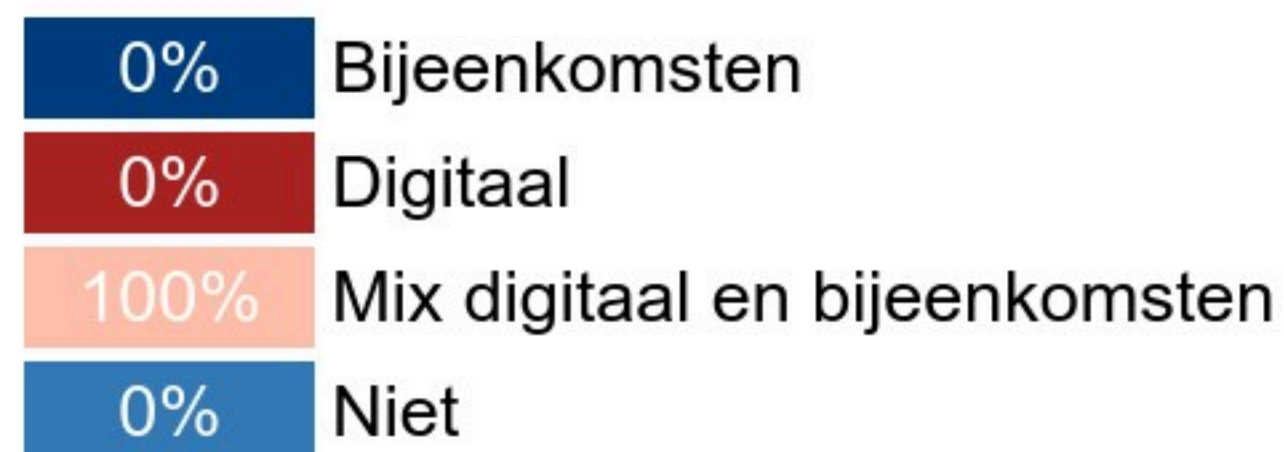 0% Bijeenkomsten
0% Digitaal
100% Mix digitaal en bijeenkomsten
0% Niet